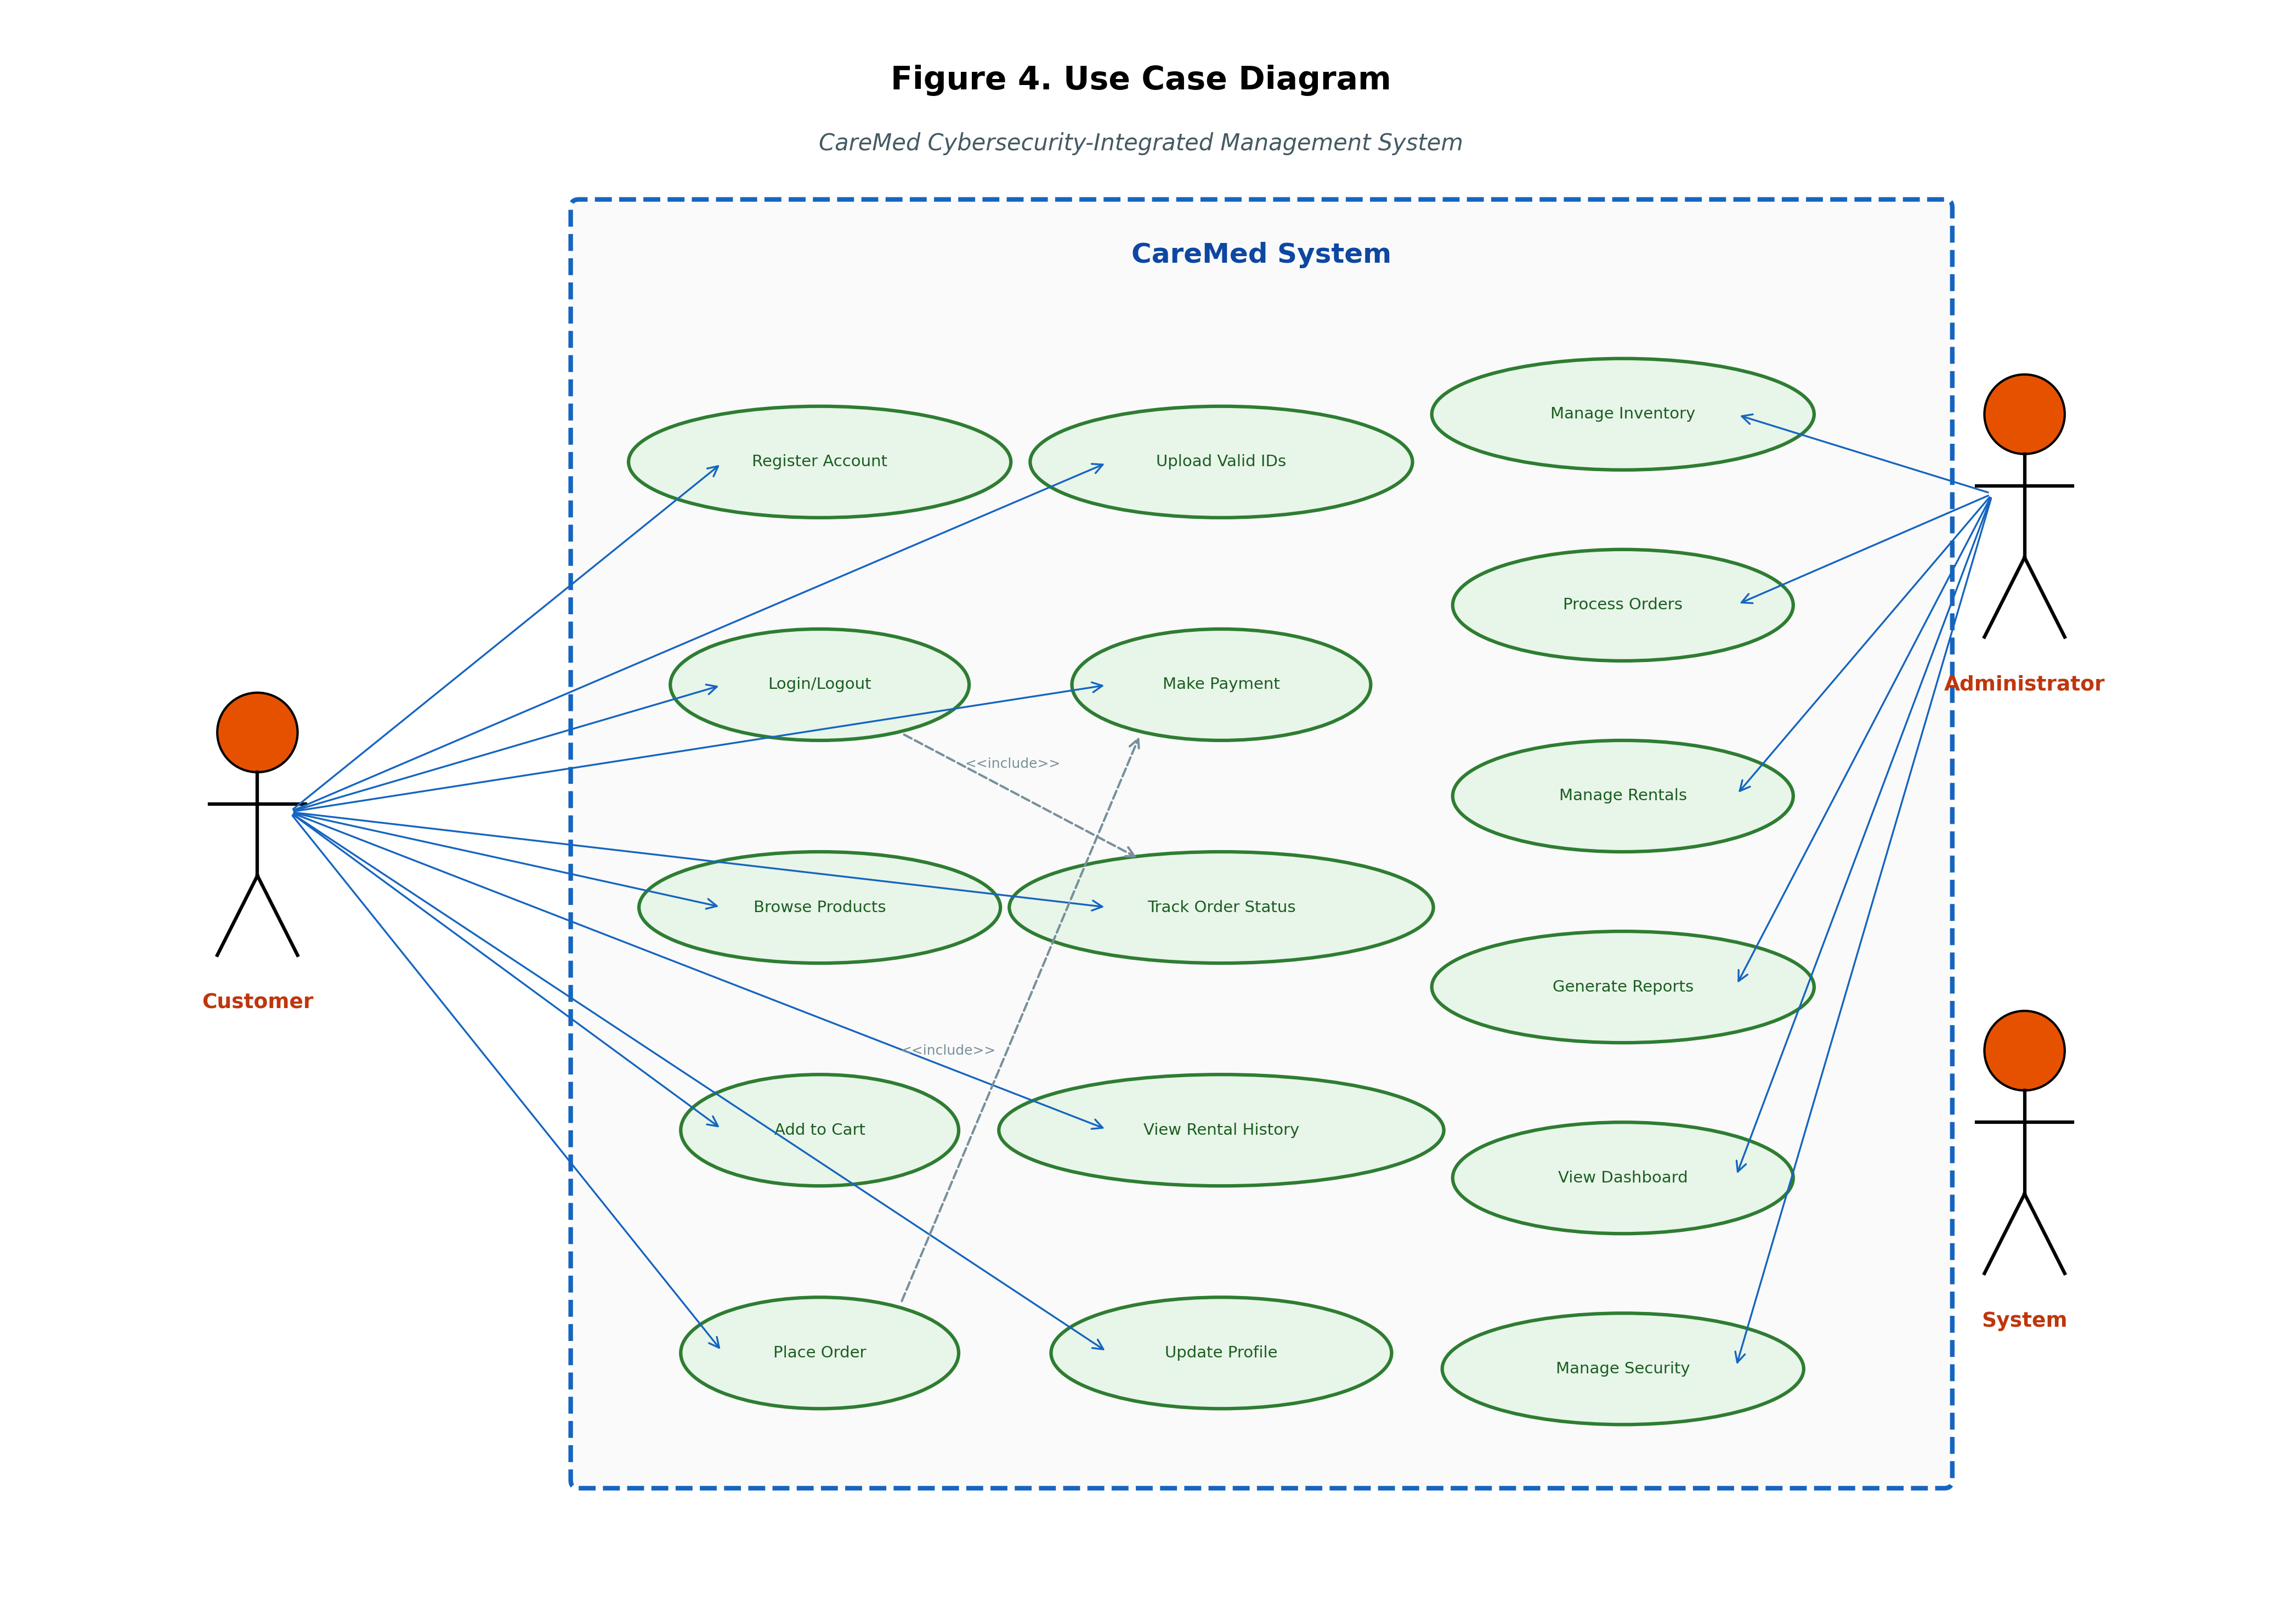 Figure 4. Use Case Diagram
CareMed Cybersecurity-Integrated Management System
CareMed System
Manage Inventory
Register Account
Upload Valid IDs
Process Orders
Login/Logout
Make Payment
Administrator
<<include>>
Manage Rentals
Browse Products
Track Order Status
Generate Reports
Customer
<<include>>
Add to Cart
View Rental History
View Dashboard
System
Place Order
Update Profile
Manage Security